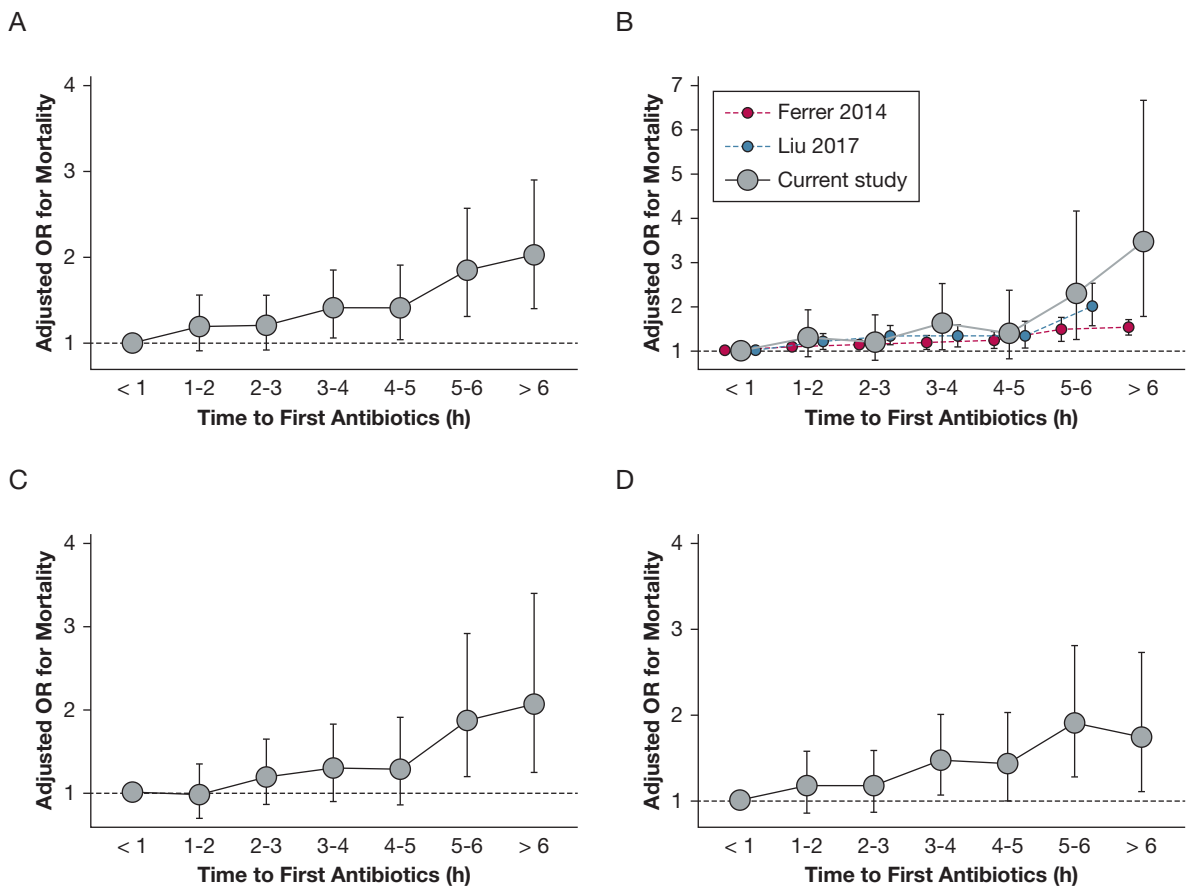 A
Adjusted OR for Mortality
4
3
2
1
< 1 1-2 2-3 3-4 4-5 5-6 > 6
Time to First Antibiotics (h)
B
Adjusted OR for Mortality
7
6
5
4
3
2
1
Ferrer 2014
Liu 2017
Current study
< 1 1-2 2-3 3-4 4-5 5-6 > 6
Time to First Antibiotics (h)
C
Adjusted OR for Mortality
4
3
2
1
< 1 1-2 2-3 3-4 4-5 5-6 > 6
Time to First Antibiotics (h)
D
Adjusted OR for Mortality
4
3
2
1
< 1 1-2 2-3 3-4 4-5 5-6 > 6
Time to First Antibiotics (h)